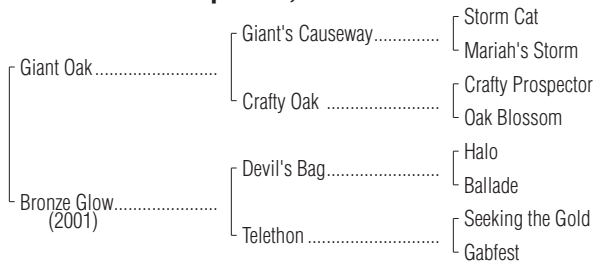 Storm Cat
Giant's Causeway
Mariah's Storm
Giant Oak
Crafty Prospector
Crafty Oak
Oak Blossom
Halo
Devil's Bag
Ballade
Bronze Glow
(2001)
Seeking the Gold
Telethon
Gabfest